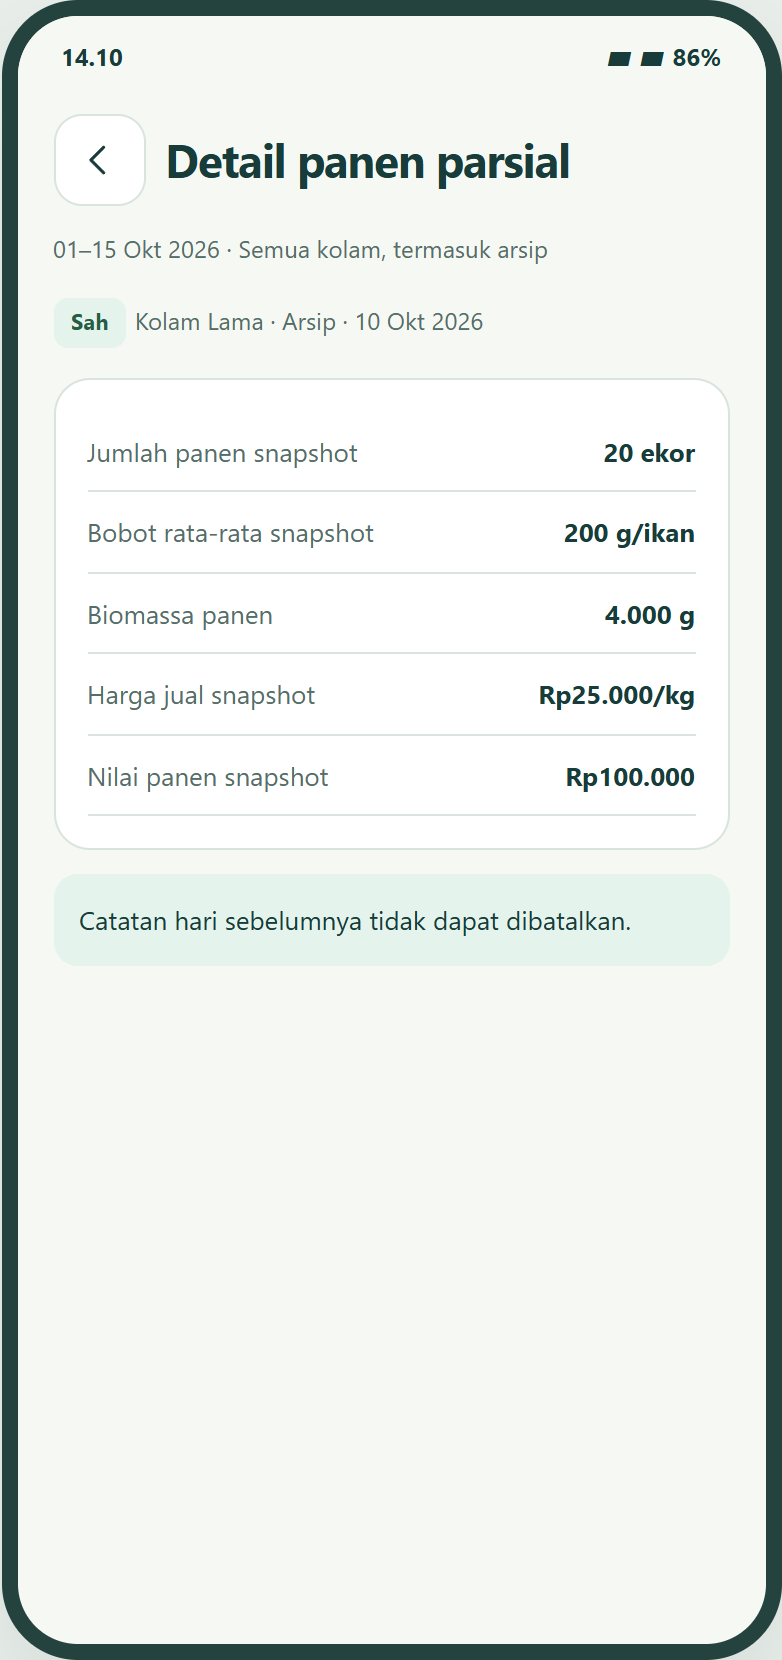 14.10
86%
Detail panen parsial
01–15 Okt 2026 · Semua kolam, termasuk arsip
Sah Kolam Lama · Arsip · 10 Okt 2026
Jumlah panen snapshot 20 ekor
Bobot rata-rata snapshot 200 g/ikan
Biomassa panen 4.000 g
Harga jual snapshot Rp25.000/kg
Nilai panen snapshot Rp100.000
Catatan hari sebelumnya tidak dapat dibatalkan.